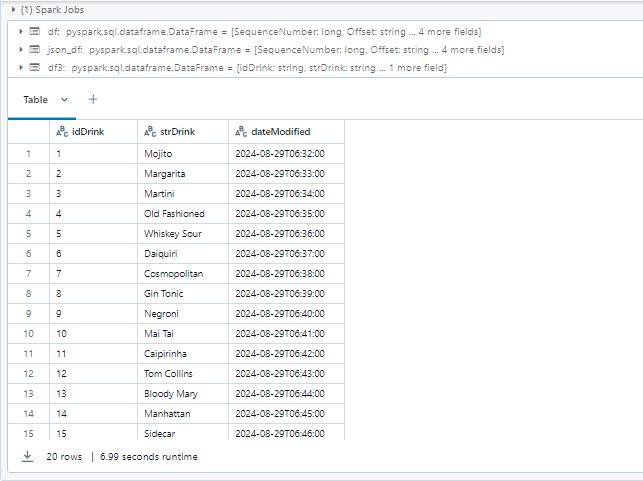 (1) Spark Jobs
df: pyspark.sql.dataframe.DataFrame = [SequenceNumber: long, Offset: string ... 4 more fields]
json_df: pyspark.sql.dataframe.DataFrame = [SequenceNumber: long, Offset: string ... 4 more fields]
df3: pyspark.sql.dataframe.DataFrame = [idDrink: string, strDrink: string ... 1 more field]
Table +
ABC idDrink ABC strDrink ABC dateModified
1 1 Mojito 2024-08-29T06:32:00
2 2 Margarita 2024-08-29T06:33:00
3 3 Martini 2024-08-29T06:34:00
4 4 Old Fashioned 2024-08-29T06:35:00
5 5 Whiskey Sour 2024-08-29T06:36:00
6 6 Daiquiri 2024-08-29T06:37:00
7 7 Cosmopolitan 2024-08-29T06:38:00
8 8 Gin Tonic 2024-08-29T06:39:00
9 9 Negroni 2024-08-29T06:40:00
10 10 Mai Tai 2024-08-29T06:41:00
11 11 Caipirinha 2024-08-29T06:42:00
12 12 Tom Collins 2024-08-29T06:43:00
13 13 Bloody Mary 2024-08-29T06:44:00
14 14 Manhattan 2024-08-29T06:45:00
15 15 Sidecar 2024-08-29T06:46:00
20 rows | 6.99 seconds runtime